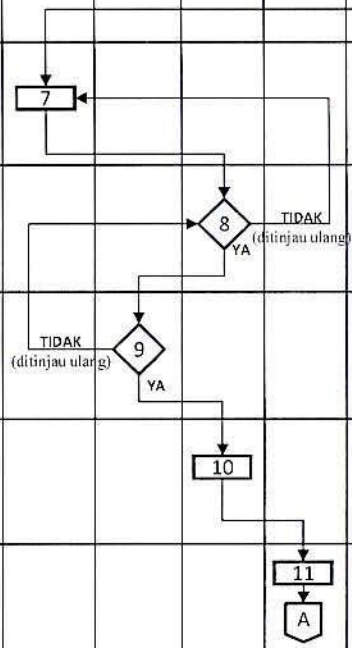 7
8
TIDAK
(ditinjau ulang)
YA
TIDAK
(ditinjau ulang)
9
YA
10
11
A